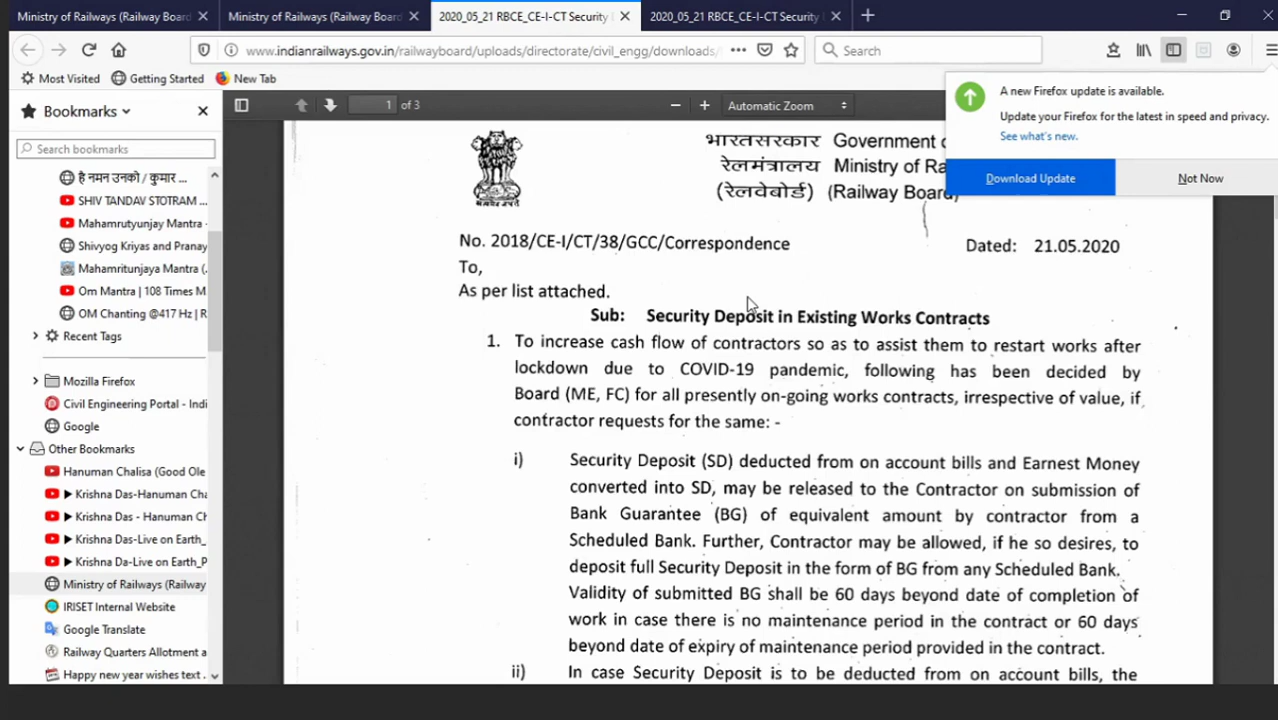 Ministry of Railways (Railway Board
Ministry of Railways (Railway Board
2020_05_21 RBCE_CE-I-CT Security
2020_05_21 RBCE_CE-I-CT Security
www.indianrailways.gov.in/railwayboard/uploads/directorate/civil_engg/downloads/
Search
Most Visited
Getting Started
New Tab
A new Firefox update is available.
Update your Firefox for the latest in speed and privacy.
See what's new.
Download Update
Not Now
Bookmarks
Search bookmarks
है नमन उनको / कुमार ...
SHIV TANDAV STOTRAM ...
Mahamrutyunjay Mantra -
Shivyog Kriyas and Pranay
Mahamritunjaya Mantra (.
Om Mantra | 108 Times M
OM Chanting @417 Hz | R
Recent Tags
Mozilla Firefox
Civil Engineering Portal - Indi
Google
Other Bookmarks
Hanuman Chalisa (Good Ole
▶ Krishna Das-Hanuman Cha
▶ Krishna Das - Hanuman C
▶ Krishna Das-Live on Earth_
▶ Krishna Da-Live on Earth_P
Ministry of Railways (Railway
IRISET Internal Website
Google Translate
Railway Quarters Allotment a
Happy new year wishes text .
1 of 3
Automatic Zoom
भारतसरकार Government o
रेलमंत्रालय Ministry of Ra
(रेलवेबोर्ड) (Railway Board)
No. 2018/CE-I/CT/38/GCC/Correspondence Dated: 21.05.2020
To,
As per list attached.
Sub: Security Deposit in Existing Works Contracts
1. To increase cash flow of contractors so as to assist them to restart works after
lockdown due to COVID-19 pandemic, following has been decided by
Board (ME, FC) for all presently on-going works contracts, irrespective of value, if
contractor requests for the same: -
i) Security Deposit (SD) deducted from on account bills and Earnest Money
converted into SD, may be released to the Contractor on submission of
Bank Guarantee (BG) of equivalent amount by contractor from a
Scheduled Bank. Further, Contractor may be allowed, if he so desires, to
deposit full Security Deposit in the form of BG from any Scheduled Bank.
Validity of submitted BG shall be 60 days beyond date of completion of
work in case there is no maintenance period in the contract or 60 days
beyond date of expiry of maintenance period provided in the contract.
ii) In case Security Deposit is to be deducted from on account bills, the